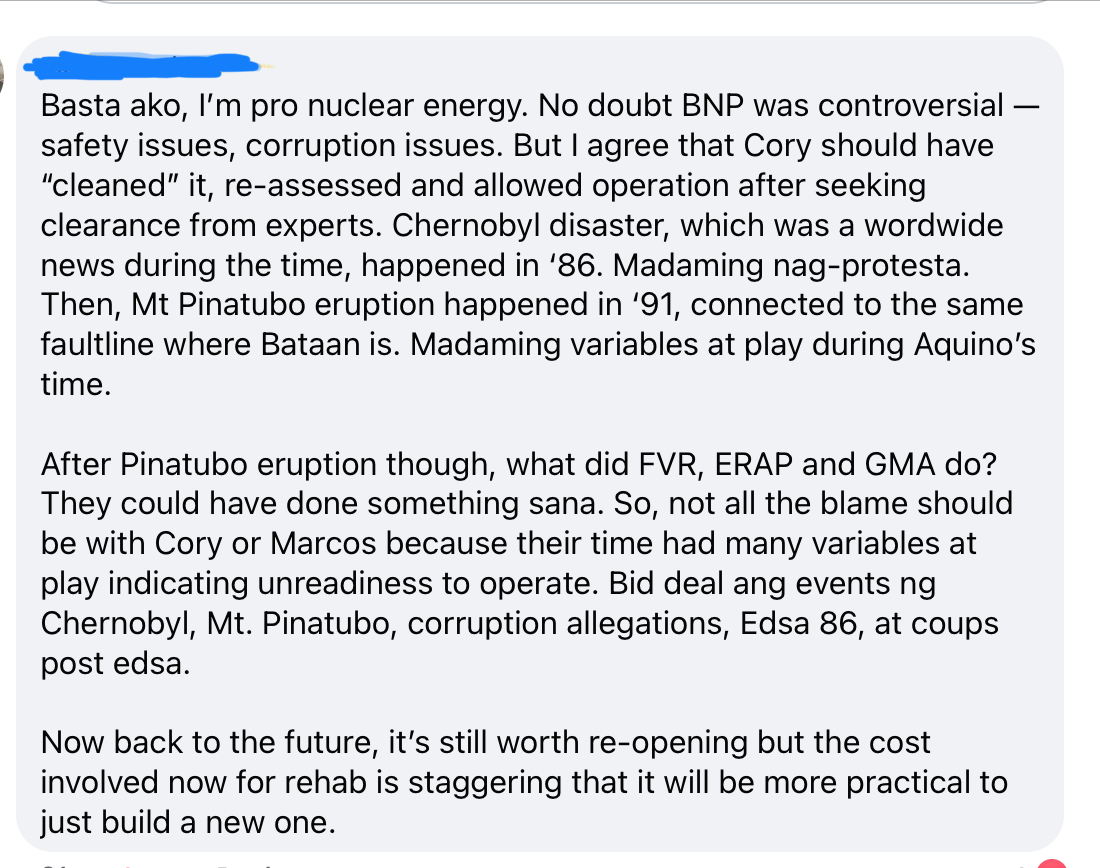 Basta ako, I’m pro nuclear energy. No doubt BNP was controversial —
safety issues, corruption issues. But I agree that Cory should have
“cleaned” it, re-assessed and allowed operation after seeking
clearance from experts. Chernobyl disaster, which was a wordwide
news during the time, happened in ‘86. Madaming nag-protesta.
Then, Mt Pinatubo eruption happened in ‘91, connected to the same
faultline where Bataan is. Madaming variables at play during Aquino’s
time.
After Pinatubo eruption though, what did FVR, ERAP and GMA do?
They could have done something sana. So, not all the blame should
be with Cory or Marcos because their time had many variables at
play indicating unreadiness to operate. Bid deal ang events ng
Chernobyl, Mt. Pinatubo, corruption allegations, Edsa 86, at coups
post edsa.
Now back to the future, it’s still worth re-opening but the cost
involved now for rehab is staggering that it will be more practical to
just build a new one.